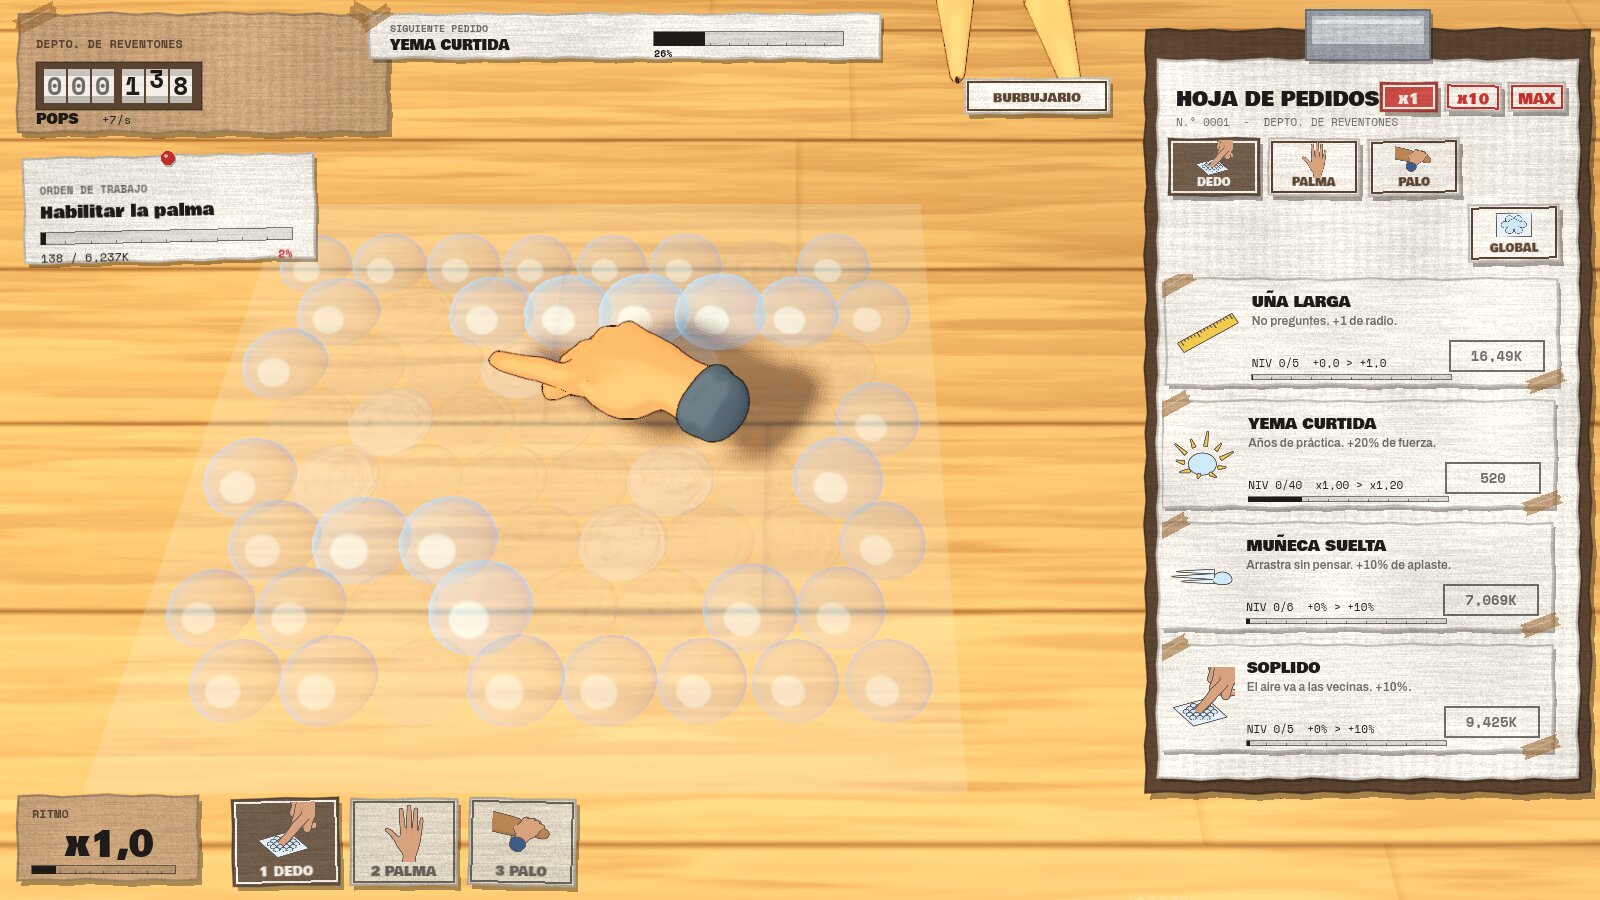 DEPTO. DE REVENTONES
000138
POPS +7/s
SIGUIENTE PEDIDO
YEMA CURTIDA
26%
BURBUJARIO
ORDEN DE TRABAJO
Habilitar la palma
138 / 6,237K
2%
HOJA DE PEDIDOS
x1
x10
MAX
N.° 0001 - DEPTO. DE REVENTONES
DEDO
PALMA
PALO
GLOBAL
UÑA LARGA
No preguntes. +1 de radio.
NIV 0/5 +0,0 > +1,0
16,49K
YEMA CURTIDA
Años de práctica. +20% de fuerza.
NIV 0/40 x1,00 > x1,20
520
MUÑECA SUELTA
Arrastra sin pensar. +10% de aplaste.
NIV 0/6 +0% > +10%
7,069K
SOPLIDO
El aire va a las vecinas. +10%.
NIV 0/5 +0% > +10%
9,425K
RITMO
x1,0
1 DEDO
2 PALMA
3 PALO